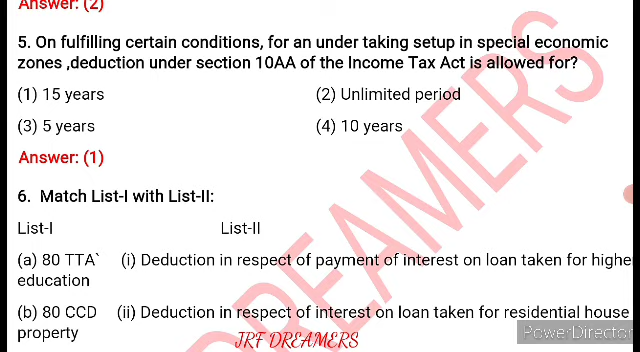 Answer: (2)
5. On fulfilling certain conditions, for an under taking setup in special economic
zones ,deduction under section 10AA of the Income Tax Act is allowed for?
(1) 15 years (2) Unlimited period
(3) 5 years (4) 10 years
Answer: (1)
6. Match List-I with List-II:
List-I List-II
(a) 80 TTA` (i) Deduction in respect of payment of interest on loan taken for highe
education
(b) 80 CCD (ii) Deduction in respect of interest on loan taken for residential house
property
JRF DREAMERS
PowerDirector
DREAMERS